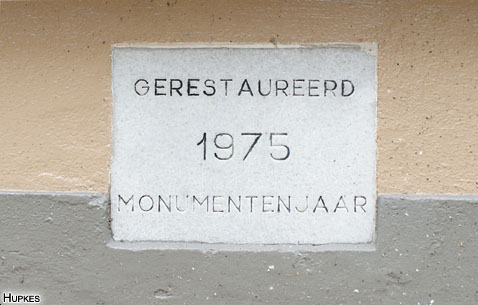 GERESTAUREERD
1975
MONUMENTENJAAR
HUPKES